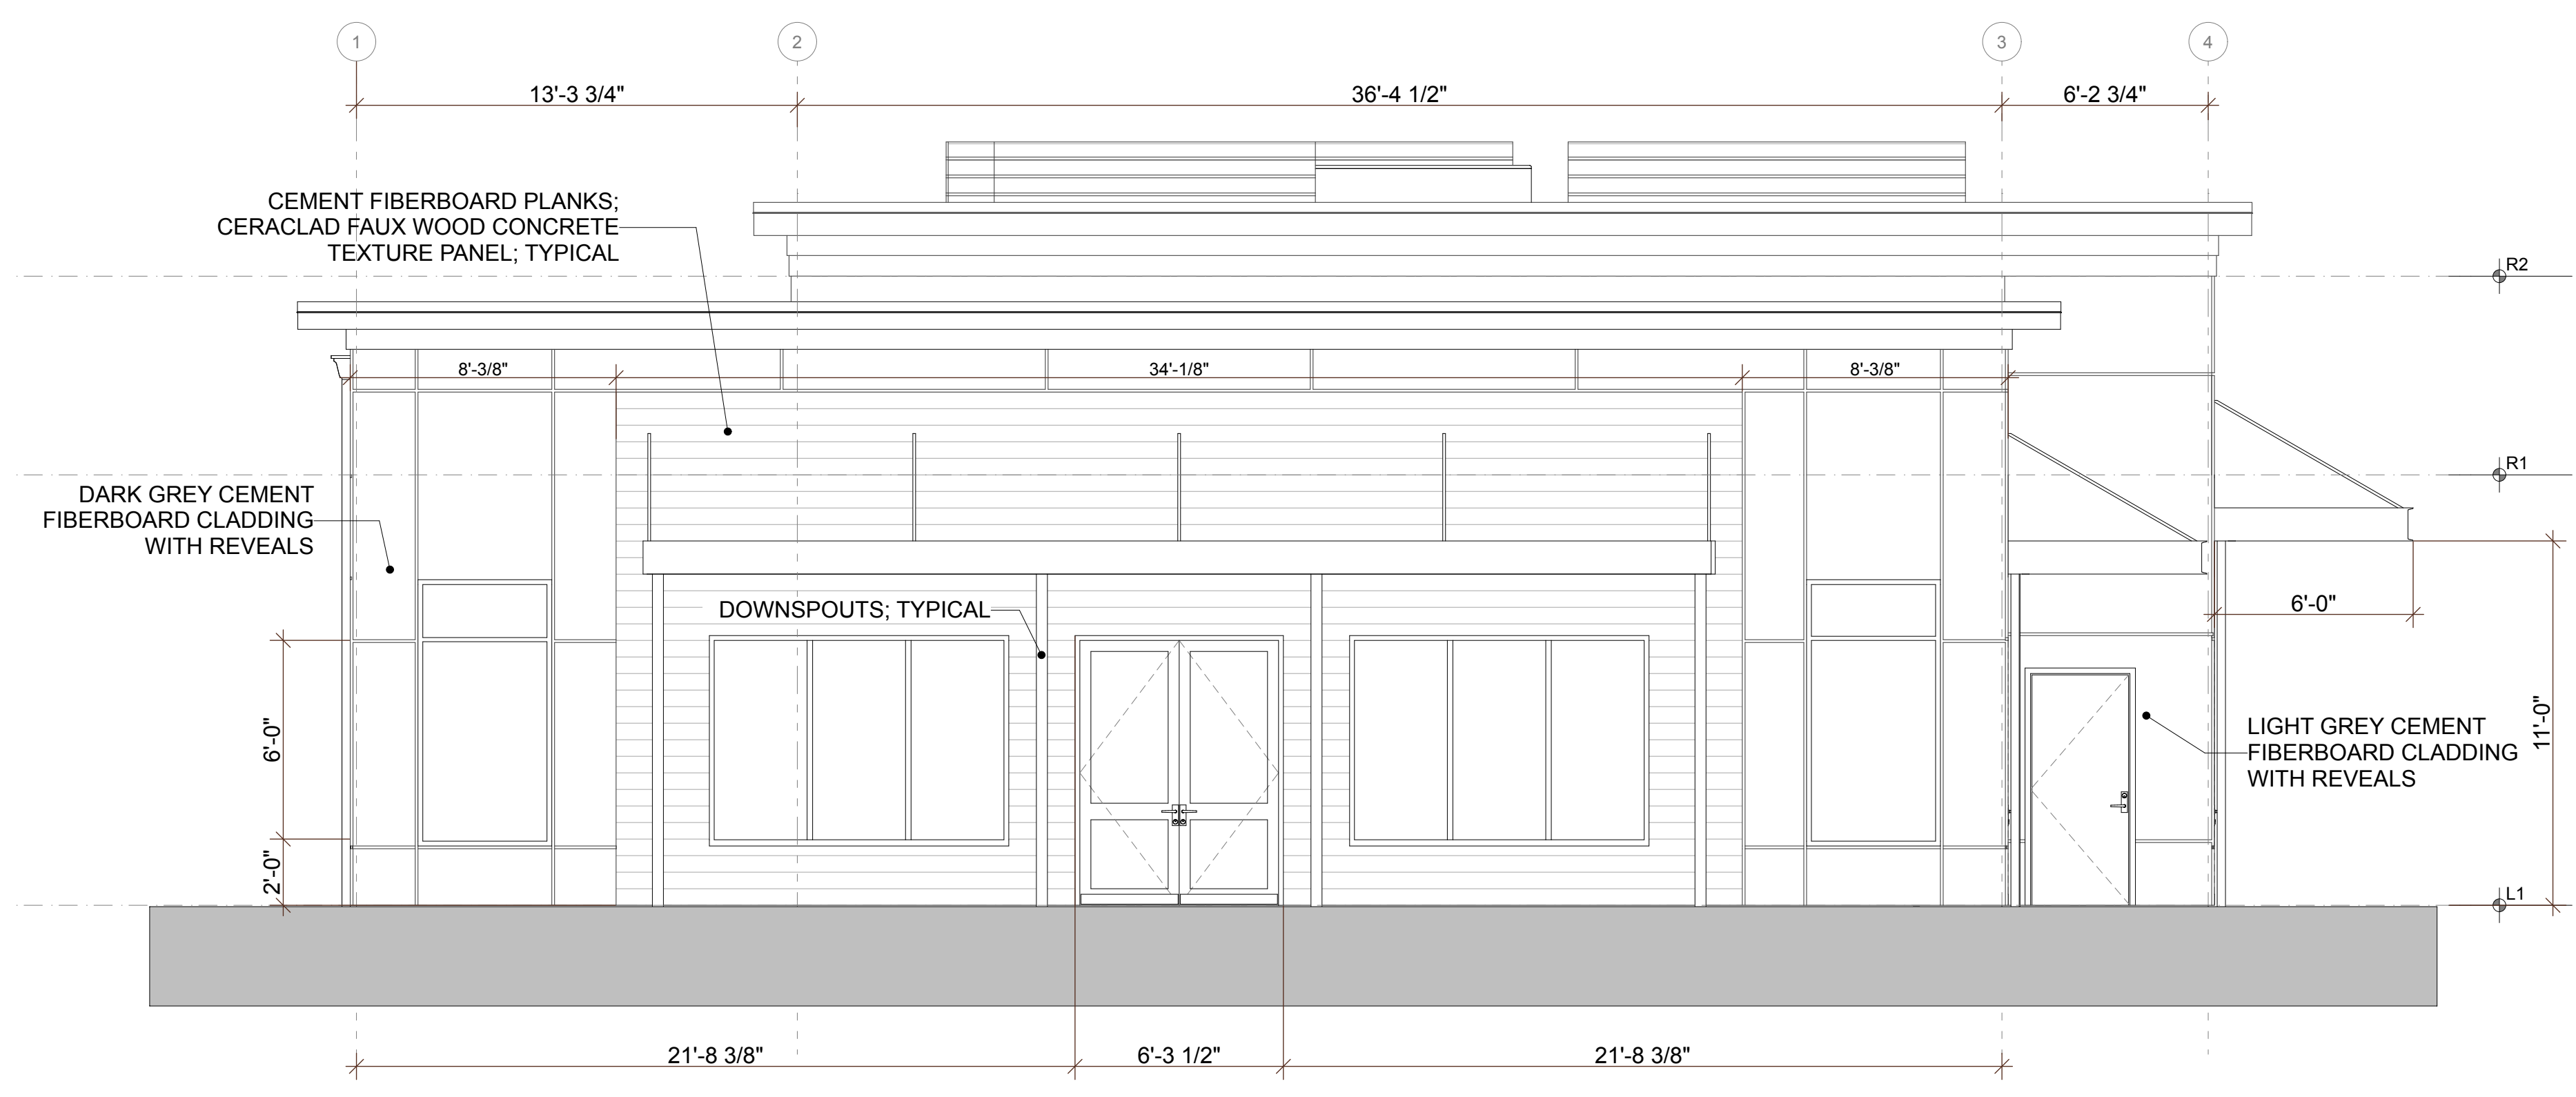 1
2
3
4
13'-3 3/4"
36'-4 1/2"
6'-2 3/4"
CEMENT FIBERBOARD PLANKS;
CERACLAD FAUX WOOD CONCRETE
TEXTURE PANEL; TYPICAL
R2
8'-3/8"
34'-1/8"
8'-3/8"
R1
DARK GREY CEMENT
FIBERBOARD CLADDING
WITH REVEALS
DOWNSPOUTS; TYPICAL
6'-0"
6'-0"
2'-0"
11'-0"
LIGHT GREY CEMENT
FIBERBOARD CLADDING
WITH REVEALS
L1
21'-8 3/8"
6'-3 1/2"
21'-8 3/8"